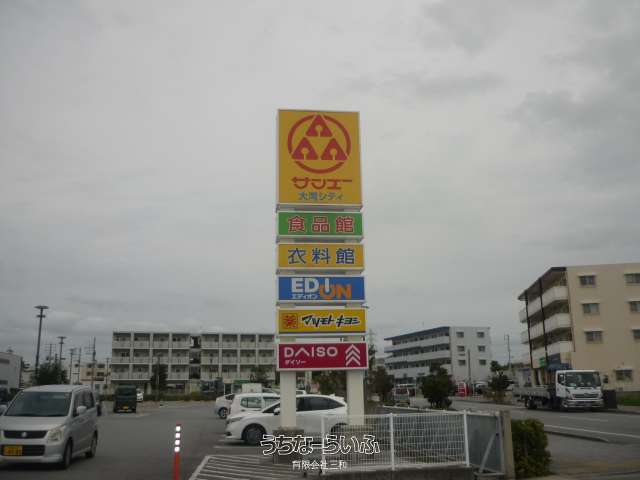 サンエー
大湾シティ
食品館
衣料館
EDION
エディオン
マツモトキヨシ
DAISO
ダイソー
うちなーらいふ
有限会社三和